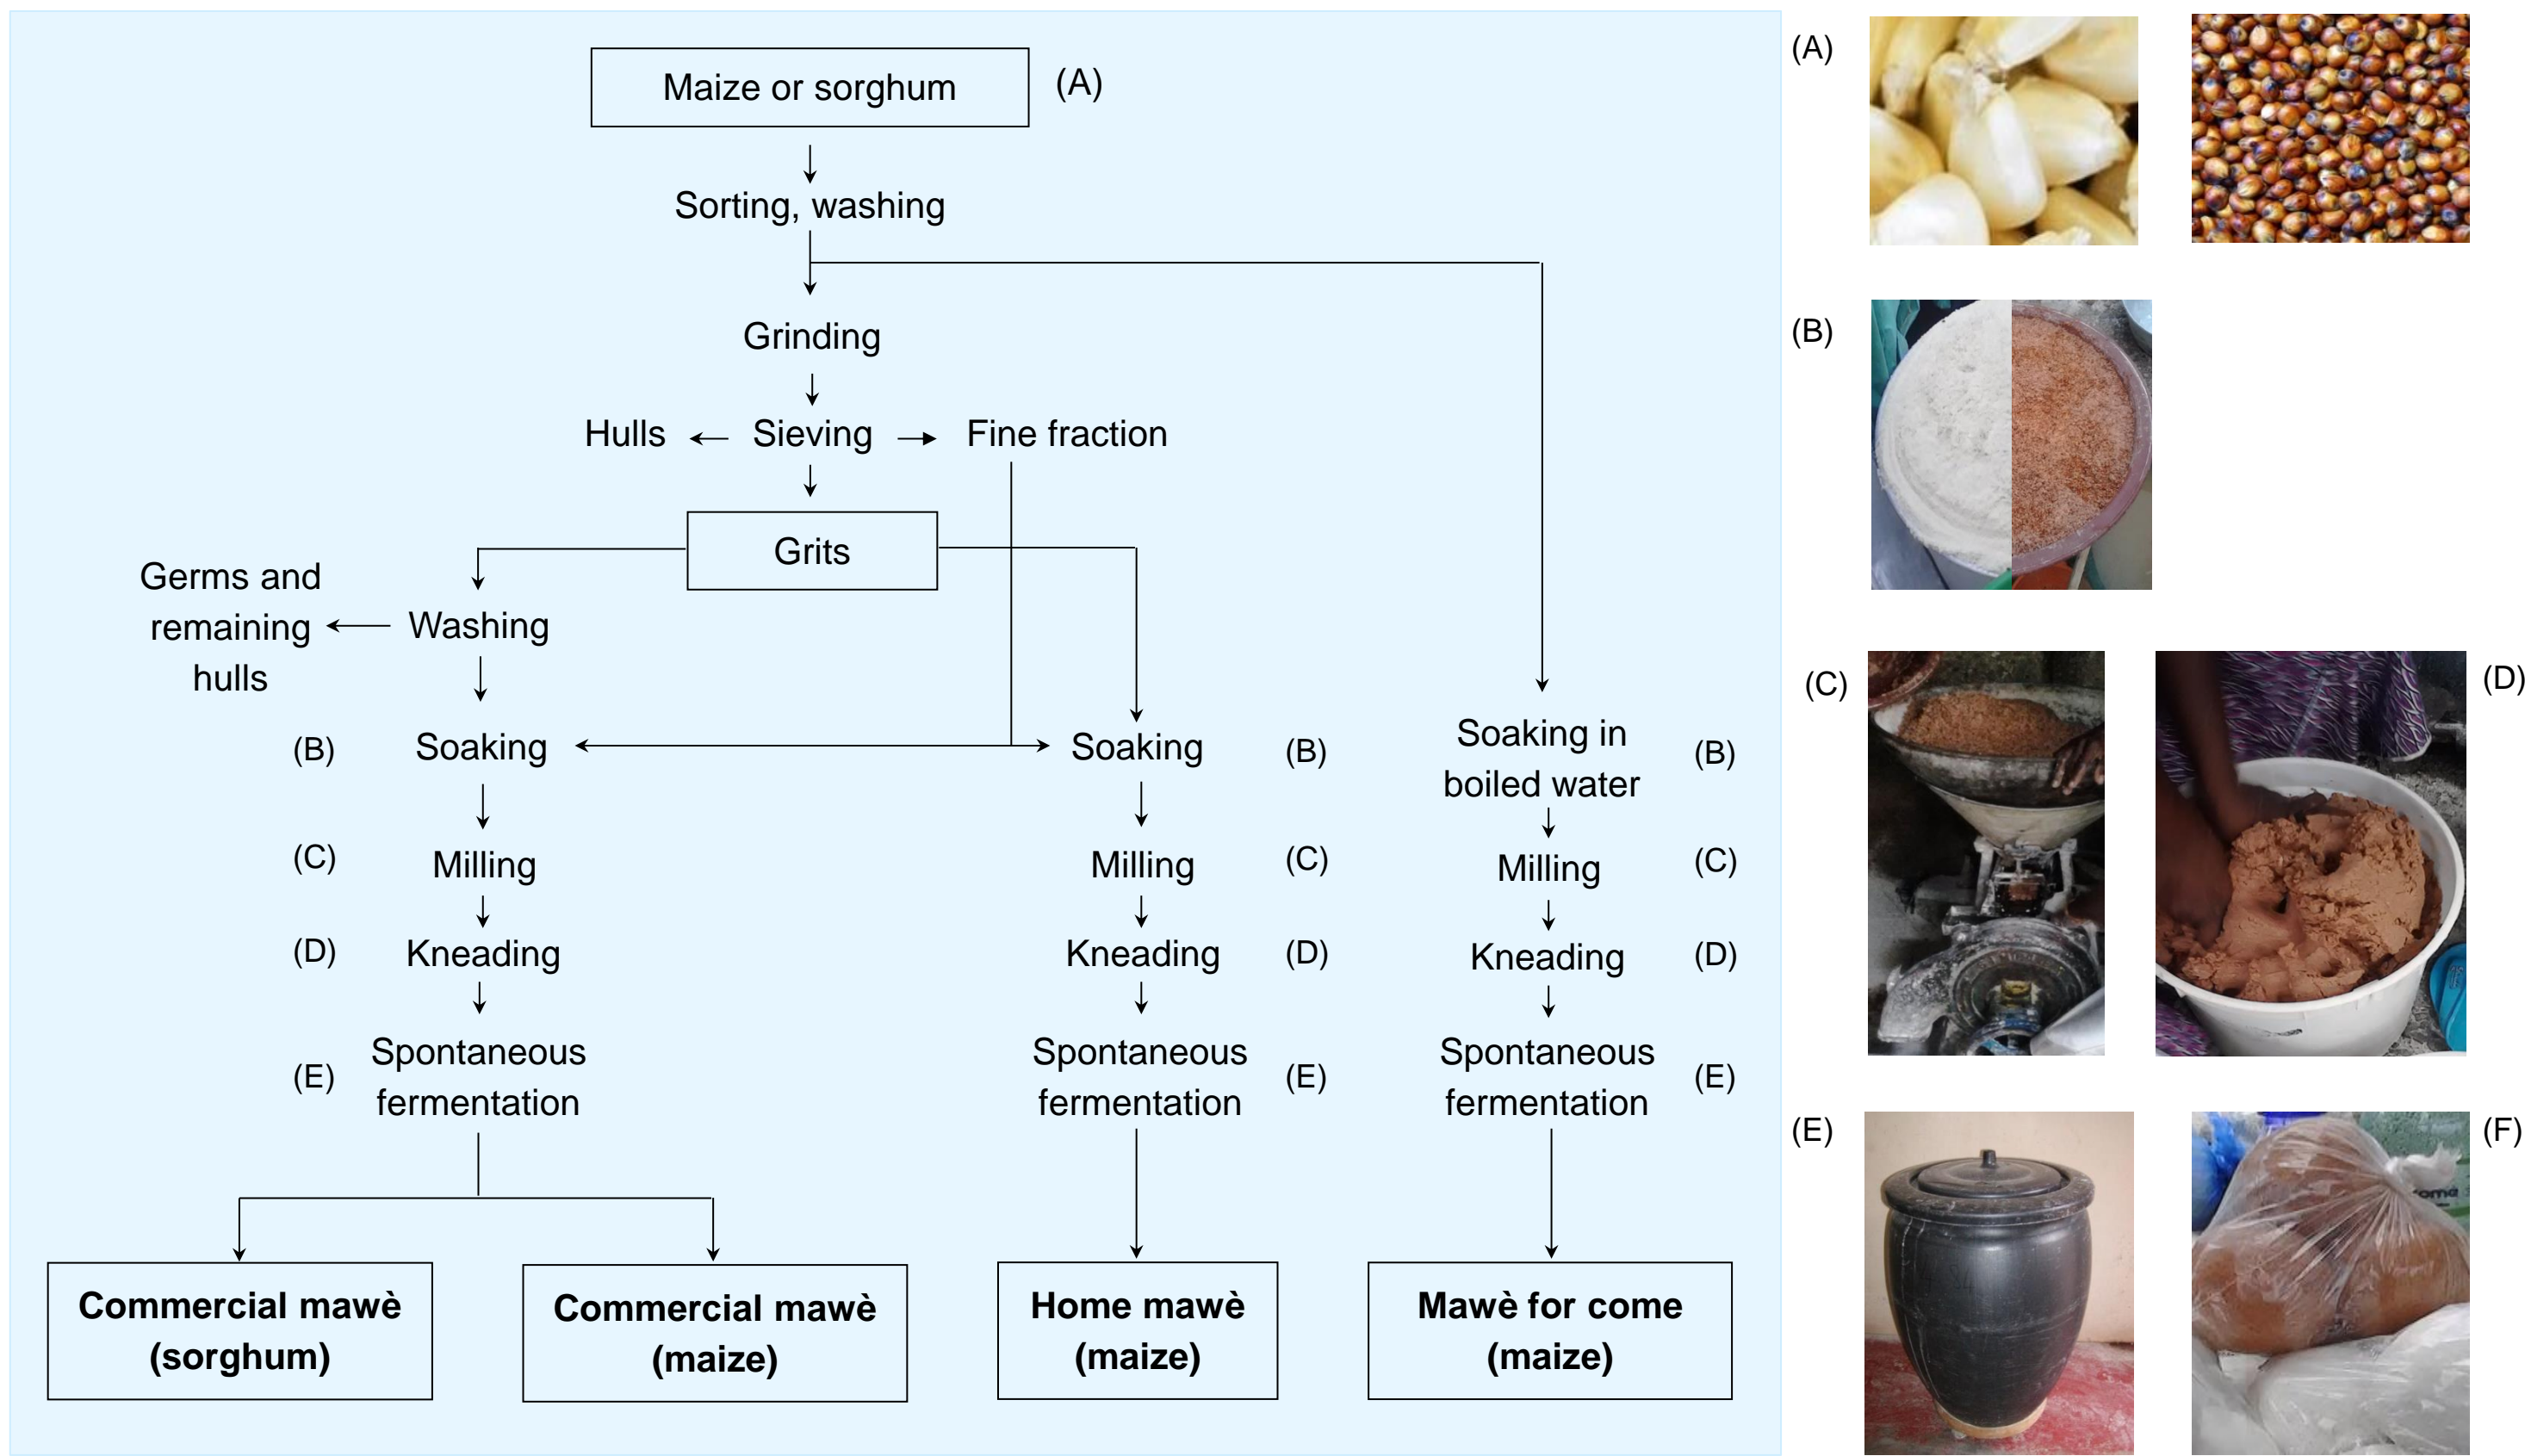 Maize or sorghum
(A)
Sorting, washing
Grinding
Hulls
Sieving
Fine fraction
Grits
Germs and
remaining
hulls
Washing
(B)
Soaking
Soaking
(B)
Soaking in
boiled water
(B)
(C)
Milling
Milling
(C)
Milling
(C)
(D)
Kneading
Kneading
(D)
Kneading
(D)
(E)
Spontaneous
fermentation
Spontaneous
fermentation
(E)
Spontaneous
fermentation
(E)
Commercial mawè
(sorghum)
Commercial mawè
(maize)
Home mawè
(maize)
Mawè for come
(maize)
(A)
(B)
(C)
(D)
(E)
(F)